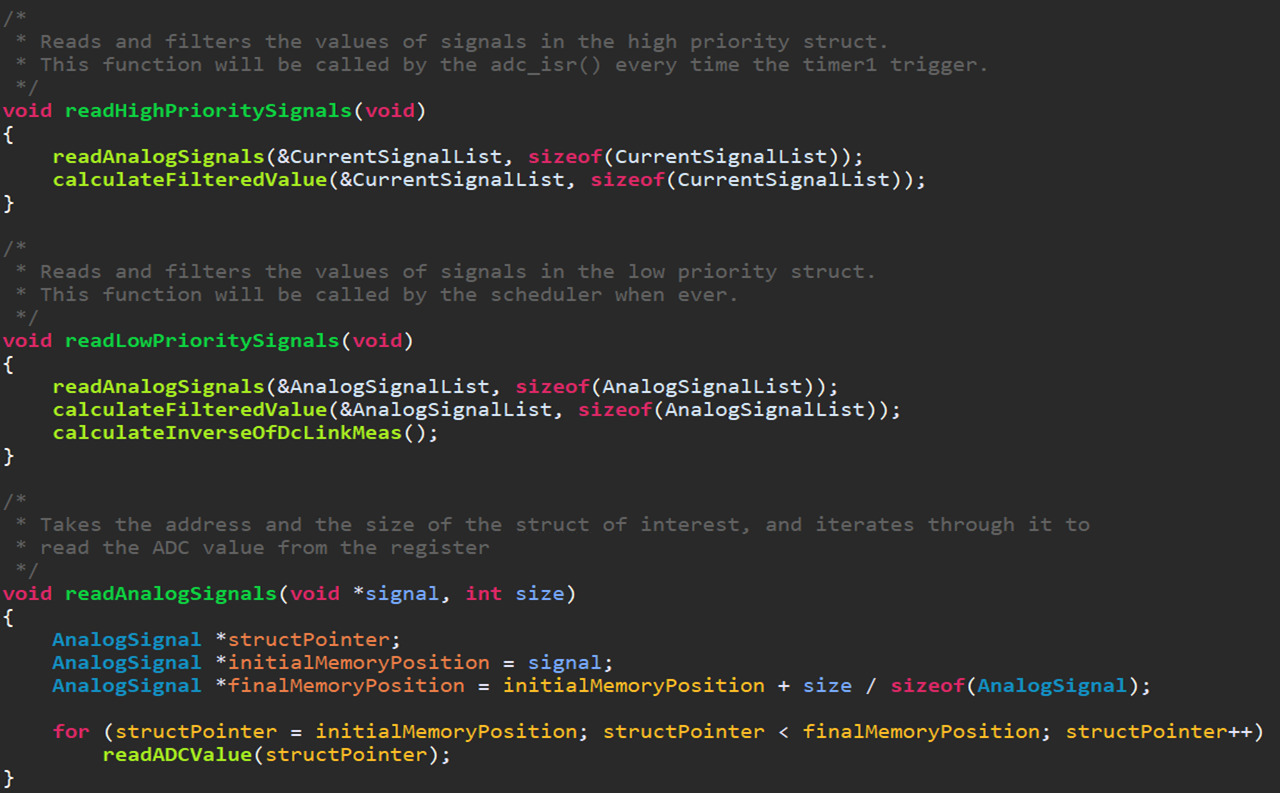 /*
 * Reads and filters the values of signals in the high priority struct.
 * This function will be called by the adc_isr() every time the timer1 trigger.
 */
void readHighPrioritySignals(void)
{
    readAnalogSignals(&CurrentSignalList, sizeof(CurrentSignalList));
    calculateFilteredValue(&CurrentSignalList, sizeof(CurrentSignalList));
}

/*
 * Reads and filters the values of signals in the low priority struct.
 * This function will be called by the scheduler when ever.
 */
void readLowPrioritySignals(void)
{
    readAnalogSignals(&AnalogSignalList, sizeof(AnalogSignalList));
    calculateFilteredValue(&AnalogSignalList, sizeof(AnalogSignalList));
    calculateInverseOfDcLinkMeas();
}

/*
 * Takes the address and the size of the struct of interest, and iterates through it to
 * read the ADC value from the register
 */
void readAnalogSignals(void *signal, int size)
{
    AnalogSignal *structPointer;
    AnalogSignal *initialMemoryPosition = signal;
    AnalogSignal *finalMemoryPosition = initialMemoryPosition + size / sizeof(AnalogSignal);

    for (structPointer = initialMemoryPosition; structPointer < finalMemoryPosition; structPointer++)
        readADCValue(structPointer);
}